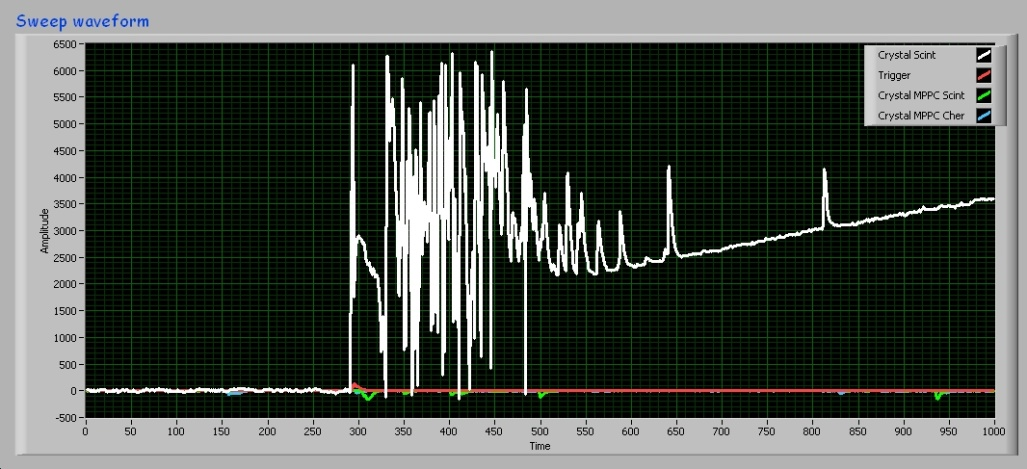 Sweep waveform
6500
6000
5500
5000
4500
4000
3500
3000
2500
2000
1500
1000
500
0
-500
Amplitude
0 50 100 150 200 250 300 350 400 450 500 550 600 650 700 750 800 850 900 950 1000
Time
Crystal Scint
Trigger
Crystal MPPC Scint
Crystal MPPC Cher